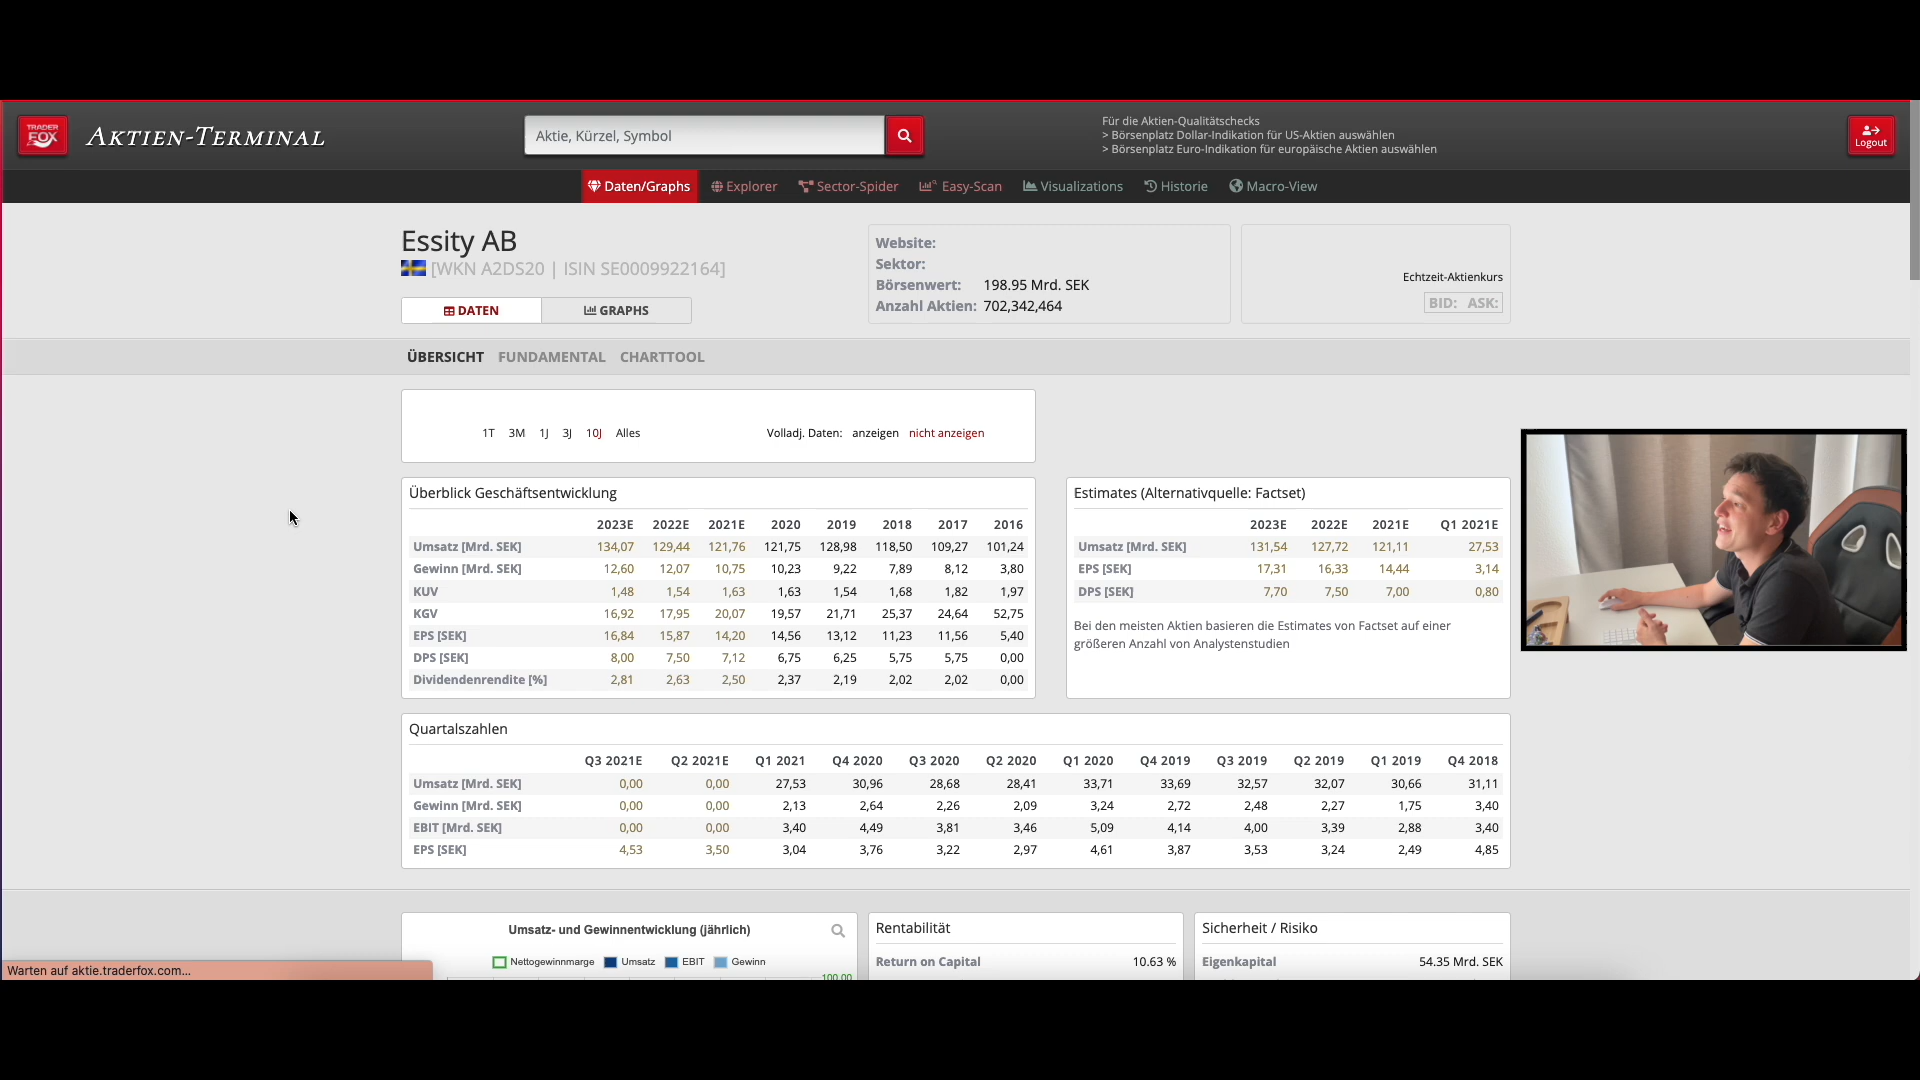 TRADER
FOX
AKTIEN-TERMINAL
Aktie, Kürzel, Symbol
Für die Aktien-Qualitätschecks
> Börsenplatz Dollar-Indikation für US-Aktien auswählen
> Börsenplatz Euro-Indikation für europäische Aktien auswählen
Logout
Daten/Graphs Explorer Sector-Spider Easy-Scan Visualizations Historie Macro-View
Essity AB
[WKN A2DS20 | ISIN SE0009922164]
DATEN GRAPHS
Website:
Sektor:
Börsenwert: 198.95 Mrd. SEK
Anzahl Aktien: 702,342,464
Echtzeit-Aktienkurs
BID: ASK:
ÜBERSICHT FUNDAMENTAL CHARTTOOL
1T 3M 1J 3J 10J Alles Volladj. Daten: anzeigen nicht anzeigen
Überblick Geschäftsentwicklung
2023E 2022E 2021E 2020 2019 2018 2017 2016
Umsatz [Mrd. SEK] 134,07 129,44 121,76 121,75 128,98 118,50 109,27 101,24
Gewinn [Mrd. SEK] 12,60 12,07 10,75 10,23 9,22 7,89 8,12 3,80
KUV 1,48 1,54 1,63 1,63 1,54 1,68 1,82 1,97
KGV 16,92 17,95 20,07 19,57 21,71 25,37 24,64 52,75
EPS [SEK] 16,84 15,87 14,20 14,56 13,12 11,23 11,56 5,40
DPS [SEK] 8,00 7,50 7,12 6,75 6,25 5,75 5,75 0,00
Dividendenrendite [%] 2,81 2,63 2,50 2,37 2,19 2,02 2,02 0,00
Estimates (Alternativquelle: Factset)
2023E 2022E 2021E Q1 2021E
Umsatz [Mrd. SEK] 131,54 127,72 121,11 27,53
EPS [SEK] 17,31 16,33 14,44 3,14
DPS [SEK] 7,70 7,50 7,00 0,80
Bei den meisten Aktien basieren die Estimates von Factset auf einer
größeren Anzahl von Analystenstudien
Quartalszahlen
Q3 2021E Q2 2021E Q1 2021 Q4 2020 Q3 2020 Q2 2020 Q1 2020 Q4 2019 Q3 2019 Q2 2019 Q1 2019 Q4 2018
Umsatz [Mrd. SEK] 0,00 0,00 27,53 30,96 28,68 28,41 33,71 33,69 32,57 32,07 30,66 31,11
Gewinn [Mrd. SEK] 0,00 0,00 2,13 2,64 2,26 2,09 3,24 2,72 2,48 2,27 1,75 3,40
EBIT [Mrd. SEK] 0,00 0,00 3,40 4,49 3,81 3,46 5,09 4,14 4,00 3,39 2,88 3,40
EPS [SEK] 4,53 3,50 3,04 3,76 3,22 2,97 4,61 3,87 3,53 3,24 2,49 4,85
Umsatz- und Gewinnentwicklung (jährlich)
Nettogewinnmarge Umsatz EBIT Gewinn
100.00
Rentabilität
Return on Capital 10.63 %
Sicherheit / Risiko
Eigenkapital 54.35 Mrd. SEK
Warten auf aktie.traderfox.com...